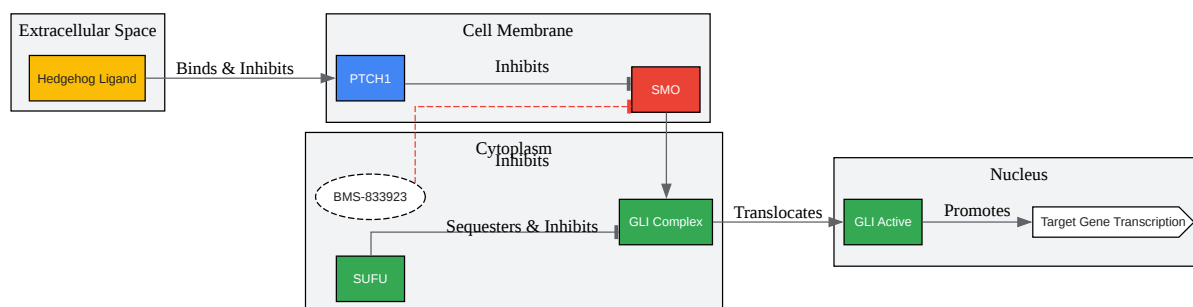 Extracellular Space
Hedgehog Ligand
Binds & Inhibits
Cell Membrane
PTCH1
Inhibits
SMO
Cytoplasm
Inhibits
BMS-833923
Sequesters & Inhibits
GLI Complex
SUFU
Translocates
Nucleus
GLI Active
Promotes
Target Gene Transcription